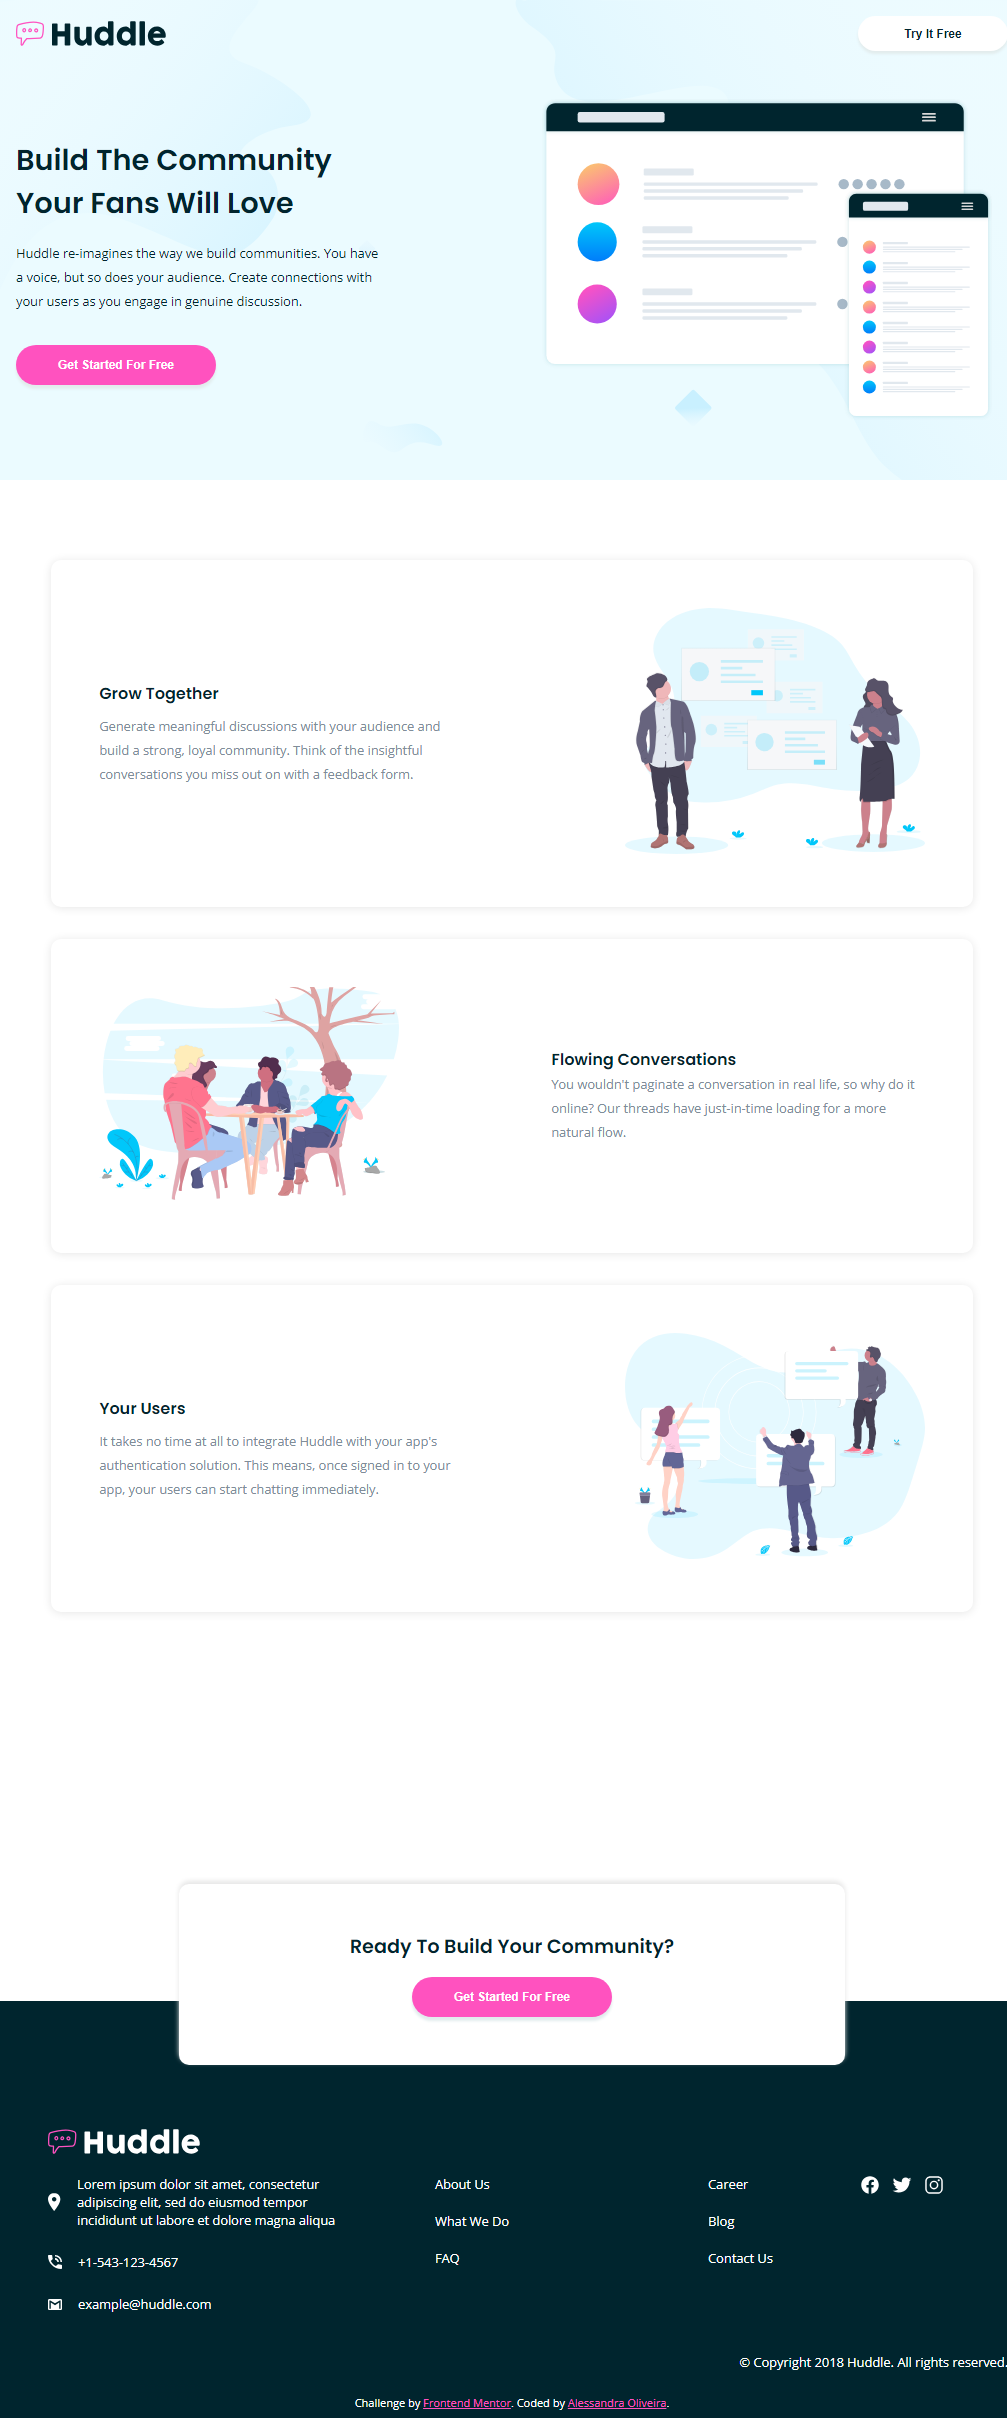 Huddle
Try It Free
Build The Community
Your Fans Will Love
Huddle re-imagines the way we build communities. You have
a voice, but so does your audience. Create connections with
your users as you engage in genuine discussion.
Get Started For Free
Grow Together
Generate meaningful discussions with your audience and
build a strong, loyal community. Think of the insightful
conversations you miss out on with a feedback form.
Flowing Conversations
You wouldn't paginate a conversation in real life, so why do it
online? Our threads have just-in-time loading for a more
natural flow.
Your Users
It takes no time at all to integrate Huddle with your app's
authentication solution. This means, once signed in to your
app, your users can start chatting immediately.
Ready To Build Your Community?
Get Started For Free
Huddle
Lorem ipsum dolor sit amet, consectetur
adipiscing elit, sed do eiusmod tempor
incididunt ut labore et dolore magna aliqua
+1-543-123-4567
example@huddle.com
About Us
What We Do
FAQ
Career
Blog
Contact Us
© Copyright 2018 Huddle. All rights reserved.
Challenge by Frontend Mentor. Coded by Alessandra Oliveira.